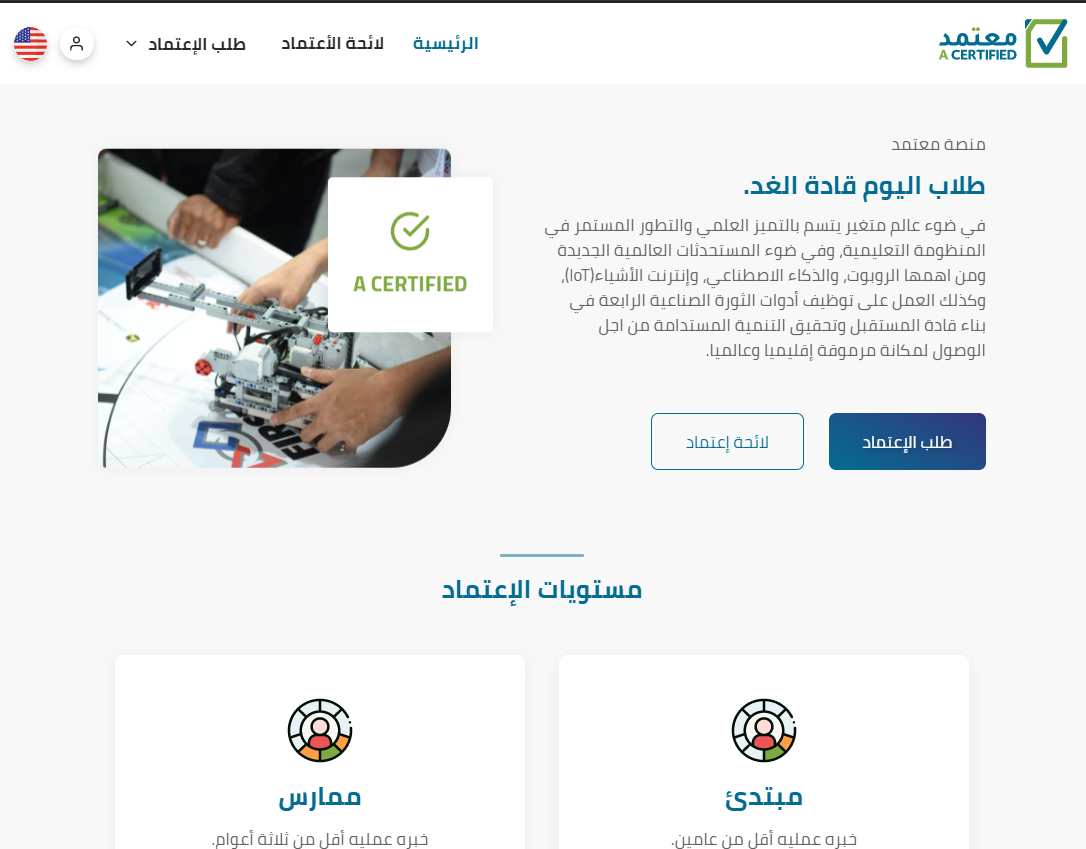 معتمد
A CERTIFIED
الرئيسية
لائحة الأعتماد
طلب الإعتماد
منصة معتمد
طلاب اليوم قادة الغد.
في ضوء عالم متغير يتسم بالتميز العلمي والتطور المستمر في
المنظومة التعليمية، وفي ضوء المستحدثات العالمية الجديدة
ومن اهمها الروبوت، والذكاء الاصطناعي، وإنترنت الأشياء(IoT)،
وكذلك العمل على توظيف أدوات الثورة الصناعية الرابعة في
بناء قادة المستقبل وتحقيق التنمية المستدامة من اجل
الوصول لمكانة مرموقة إقليميا وعالميا.
طلب الإعتماد
لائحة إعتماد
A CERTIFIED
FIRS
مستويات الإعتماد
مبتدئ
خبره عمليه أقل من عامين.
ممارس
خبره عمليه أقل من ثلاثة أعوام.